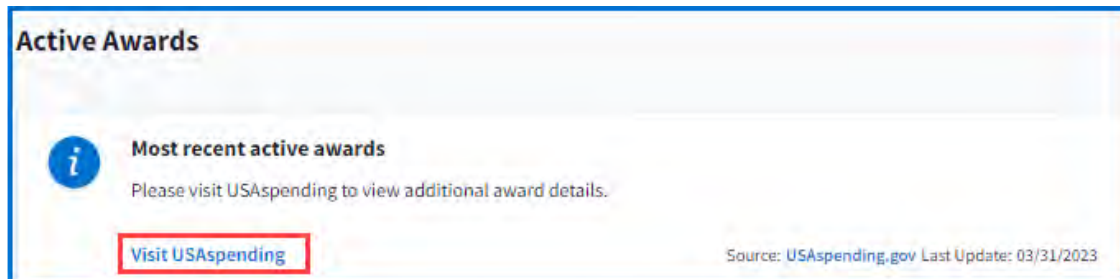 Active Awards
i
Most recent active awards
Please visit USAspending to view additional award details.
Visit USAspending
Source: USAspending.gov Last Update: 03/31/2023